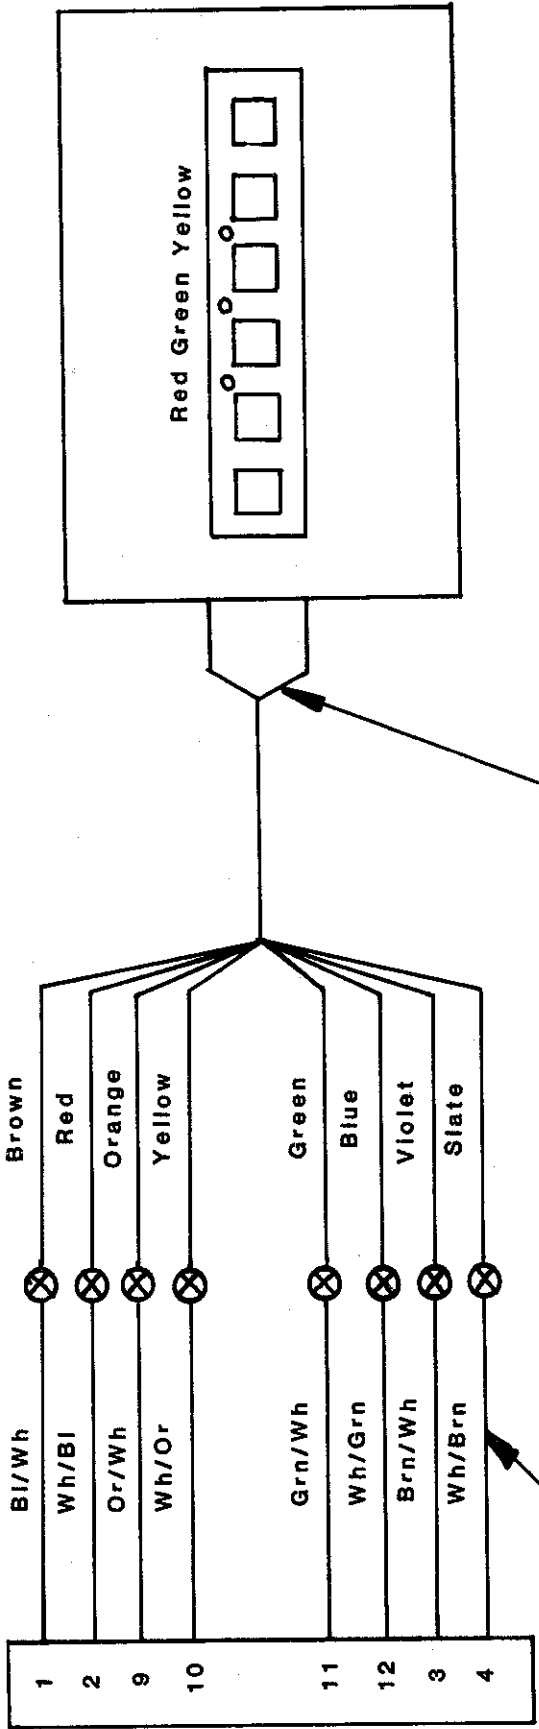 Red Green Yellow
Brown
Red
Orange
Yellow
Green
Blue
Violet
Slate
Bl/Wh
Wh/Bl
Or/Wh
Wh/Or
Grn/Wh
Wh/Grn
Brn/Wh
Wh/Brn
1
2
9
10
11
12
3
4